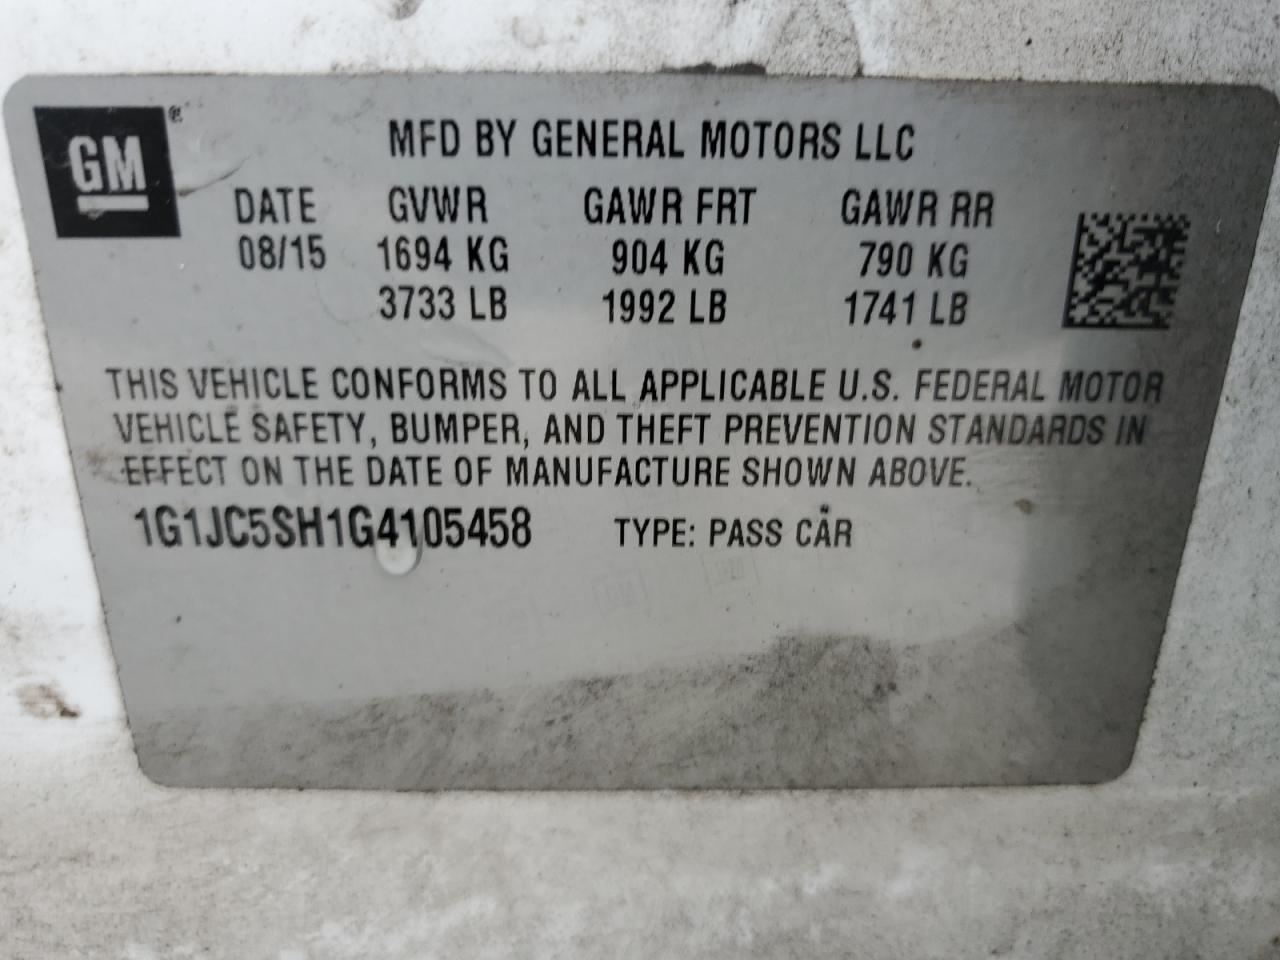 GM®
MFD BY GENERAL MOTORS LLC
DATE GVWR GAWR FRT GAWR RR
08/15 1694 KG 904 KG 790 KG
3733 LB 1992 LB 1741 LB
THIS VEHICLE CONFORMS TO ALL APPLICABLE U.S. FEDERAL MOTOR
VEHICLE SAFETY, BUMPER, AND THEFT PREVENTION STANDARDS IN
EFFECT ON THE DATE OF MANUFACTURE SHOWN ABOVE.
1G1JC5SH1G4105458 TYPE: PASS CAR